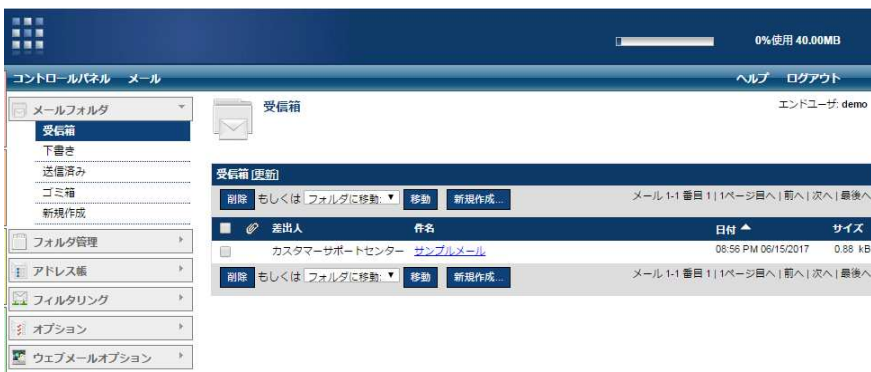 0%使用 40.00MB
コントロールパネル メール ヘルプ ログアウト
メールフォルダ
受信箱
下書き
送信済み
ゴミ箱
新規作成
フォルダ管理
アドレス帳
フィルタリング
オプション
ウェブメールオプション
受信箱 エンドユーザ: demo
受信箱 [更新]
削除 もしくは フォルダに移動: 移動 新規作成... メール 1-1 番目 1 | 1ページ目へ | 前へ | 次へ | 最後へ
差出人 件名 日付 サイズ
カスタマーサポートセンター サンプルメール 08:56 PM 06/15/2017 0.88 kB
削除 もしくは フォルダに移動: 移動 新規作成... メール 1-1 番目 1 | 1ページ目へ | 前へ | 次へ | 最後へ